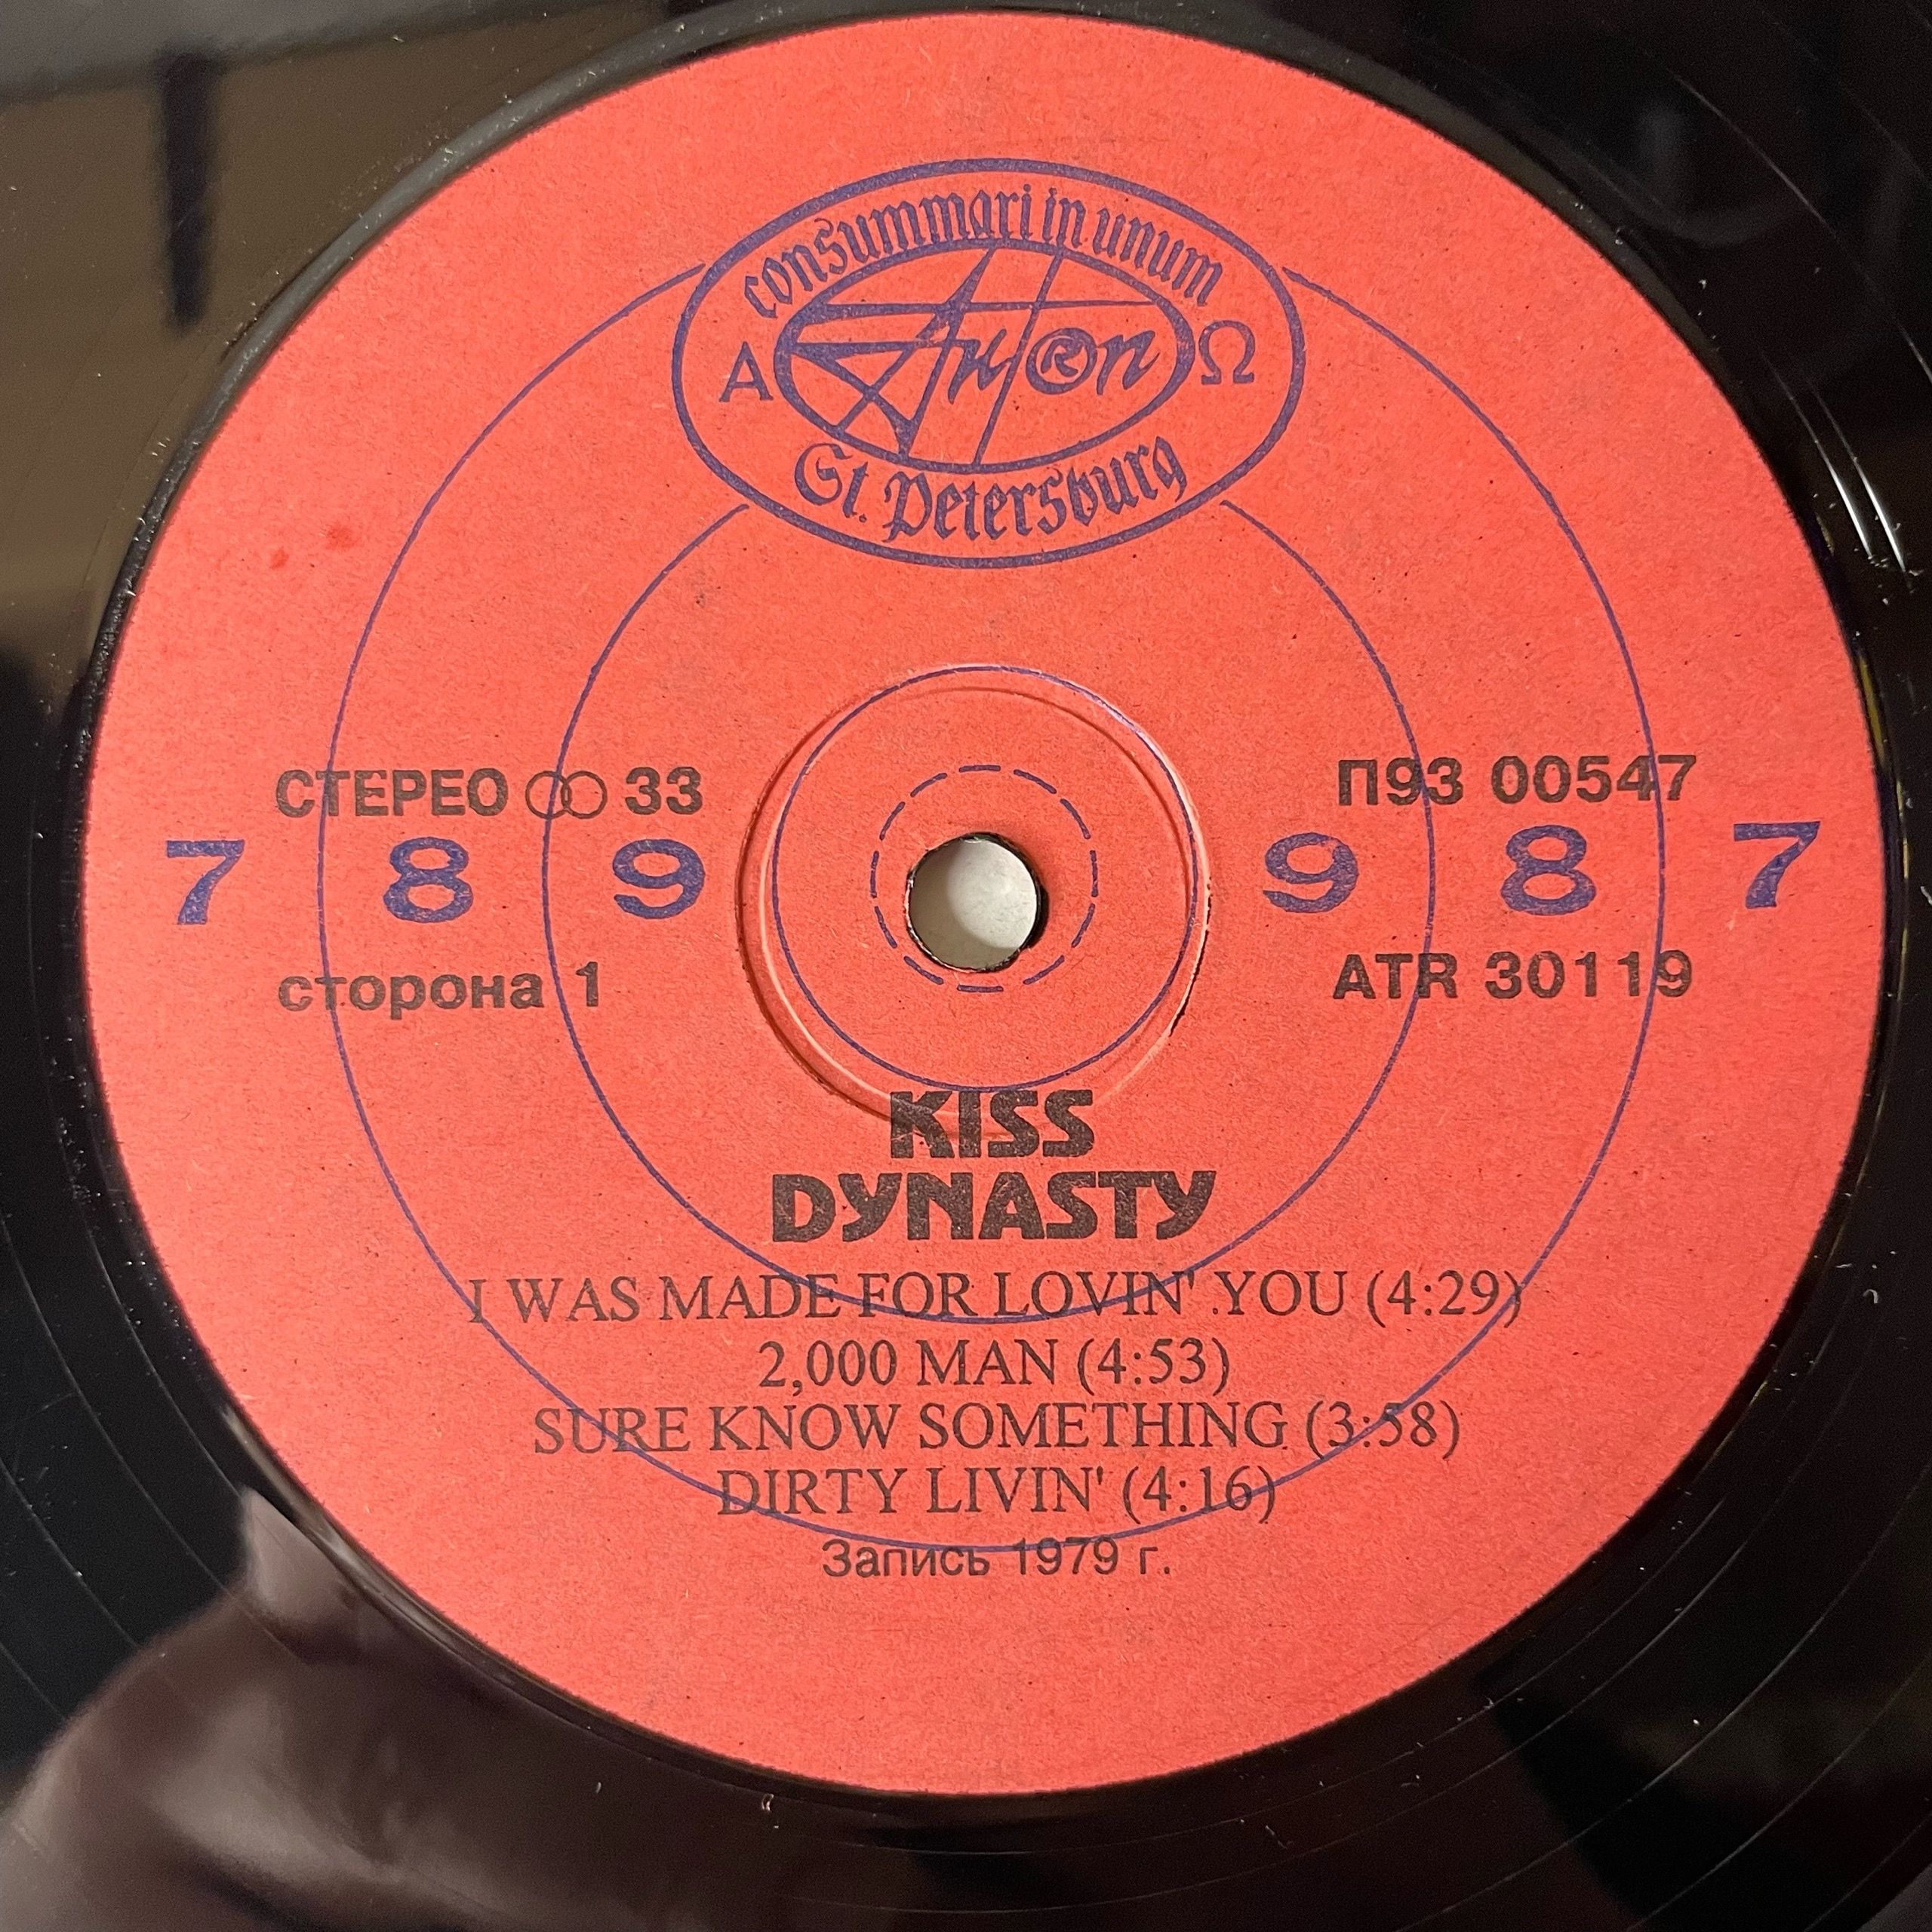 consummari in unum
Α AnTrop® Ω
St. Petersburg
СТЕРЕО 33
П93 00547
7 8 9 9 8 7
сторона 1
ATR 30119
KISS
DYNASTY
I WAS MADE FOR LOVIN' YOU (4:29)
2,000 MAN (4:53)
SURE KNOW SOMETHING (3:58)
DIRTY LIVIN' (4:16)
Запись 1979 г.